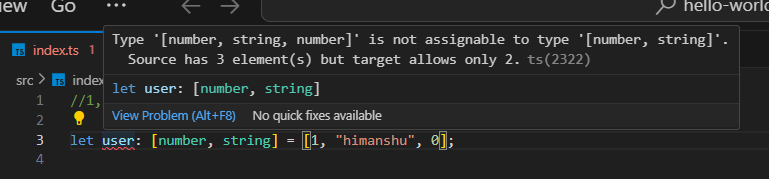 iew Go ...
hello-world
index.ts 1
Type '[number, string, number]' is not assignable to type '[number, string]'.
Source has 3 element(s) but target allows only 2. ts(2322)
let user: [number, string]
View Problem (Alt+F8) No quick fixes available
src > TS index
1 //1,
2
3 let user: [number, string] = [1, "himanshu", 0];
4